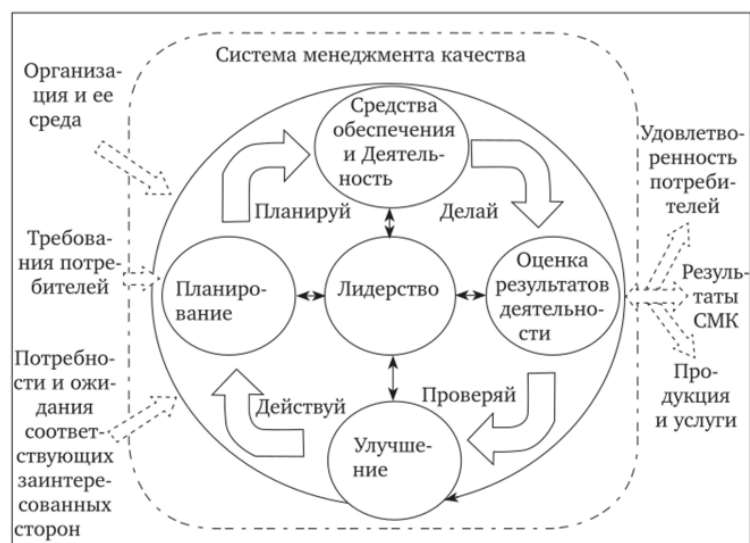 Система менеджмента качества
Организа-
ция и ее
среда
Требова-
ния потре-
бителей
Потребно-
сти и ожи-
дания
соответ-
ствующих
заинтере-
сованных
сторон
Средства
обеспечения
и Деятель-
ность
Планируй
Делай
Планиро-
вание
Лидерство
Оценка
результатов
деятельно-
сти
Действуй
Проверяй
Улучше-
ние
Удовлетво-
ренность
потреби-
телей
Резуль-
таты
СМК
Про-
дукция
и услуги